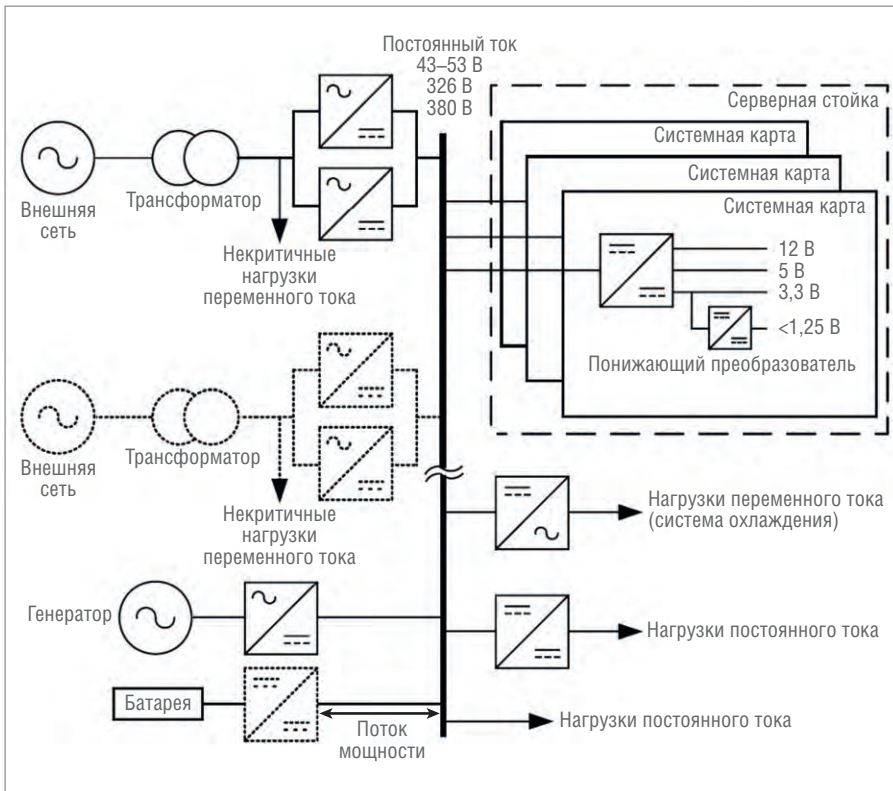 Постоянный ток
43–53 В
326 В
380 В
Серверная стойка
Системная карта
Системная карта
Системная карта
12 В
5 В
3,3 В
<1,25 В
Понижающий преобразователь
Внешняя
сеть
Трансформатор
Некритичные
нагрузки
переменного тока
Внешняя
сеть
Трансформатор
Некритичные
нагрузки
переменного тока
Нагрузки переменного тока
(система охлаждения)
Генератор
Нагрузки постоянного тока
Батарея
Поток
мощности
Нагрузки постоянного тока